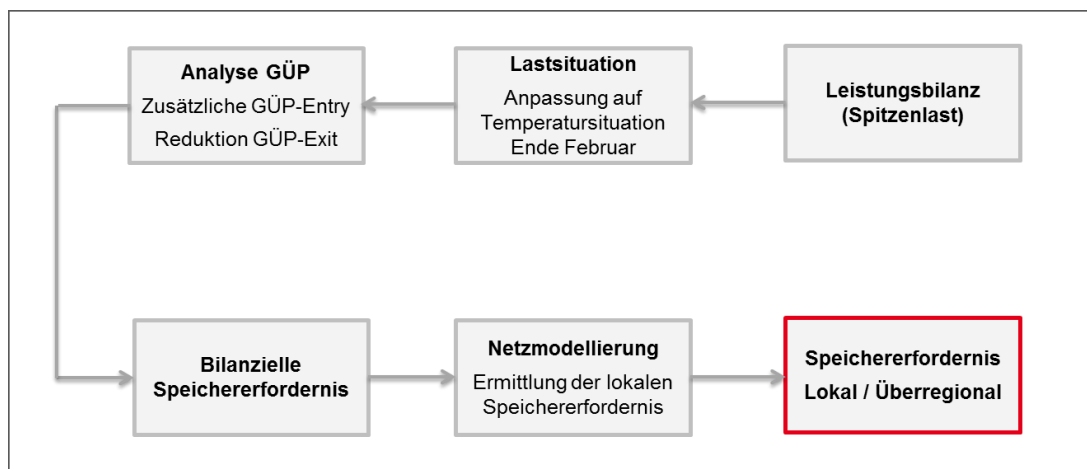 Analyse GÜP
Zusätzliche GÜP-Entry
Reduktion GÜP-Exit
Lastsituation
Anpassung auf
Temperatursituation
Ende Februar
Leistungsbilanz
(Spitzenlast)
Bilanzielle
Speichererfordernis
Netzmodellierung
Ermittlung der lokalen
Speichererfordernis
Speichererfordernis
Lokal / Überregional